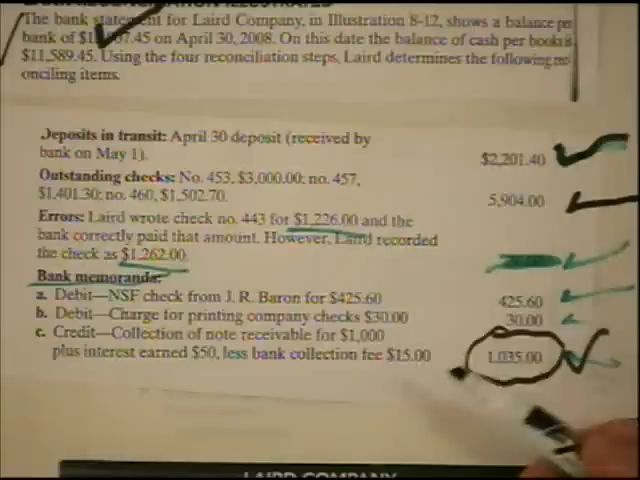 The bank statement for Laird Company, in Illustration 8-12, shows a balance per
bank of $1 07.45 on April 30, 2008. On this date the balance of cash per books is
$11,589.45. Using the four reconciliation steps, Laird determines the following
onciling items.
Deposits in transit: April 30 deposit (received by
bank on May 1). $2,201.40
Outstanding checks: No. 453, $3,000.00; no. 457,
$1,401.30; no. 460, $1,502.70. 5,904.00
Errors: Laird wrote check no. 443 for $1,226.00 and the
bank correctly paid that amount. However, Laird recorded
the check as $1,262.00.
Bank memoranda:
a. Debit—NSF check from J. R. Baron for $425.60 425.60
b. Debit—Charge for printing company checks $30.00 30.00
c. Credit—Collection of note receivable for $1,000
plus interest earned $50, less bank collection fee $15.00 1,035.00
LAIRD COMPANY